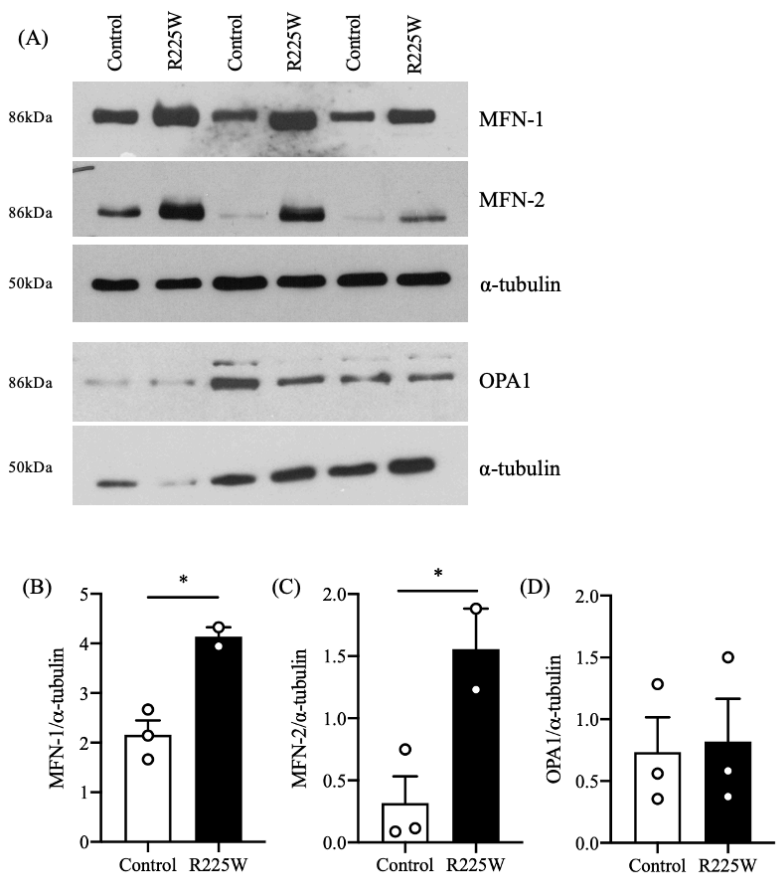 (A)
Control R225W Control R225W Control R225W
86kDa MFN-1
86kDa MFN-2
50kDa α-tubulin
86kDa OPA1
50kDa α-tubulin
(B)
*
MFN-1/α-tubulin
5
4
3
2
1
0
Control R225W
(C)
*
MFN-2/α-tubulin
2.0
1.5
1.0
0.5
0.0
Control R225W
(D)
OPA1/α-tubulin
2.0
1.5
1.0
0.5
0.0
Control R225W